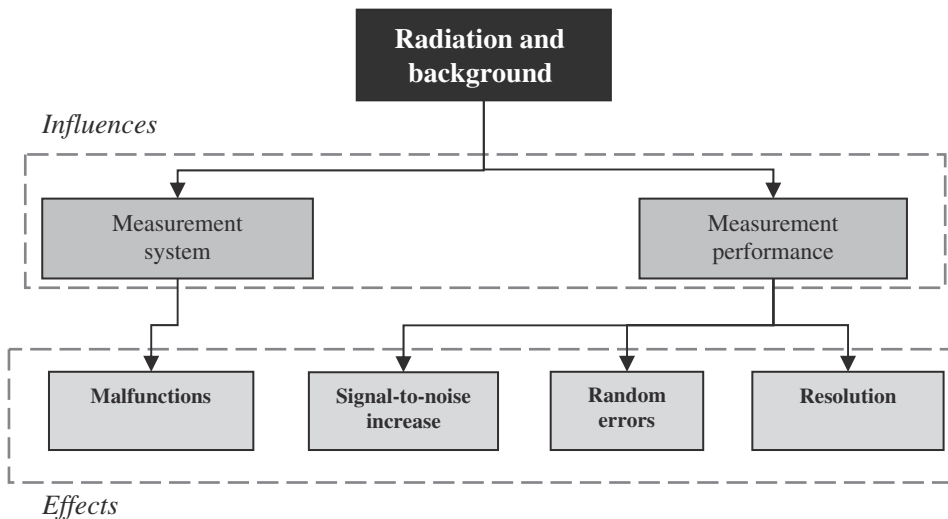 Radiation and
background
Influences
Measurement
system
Measurement
performance
Malfunctions
Signal-to-noise
increase
Random
errors
Resolution
Effects